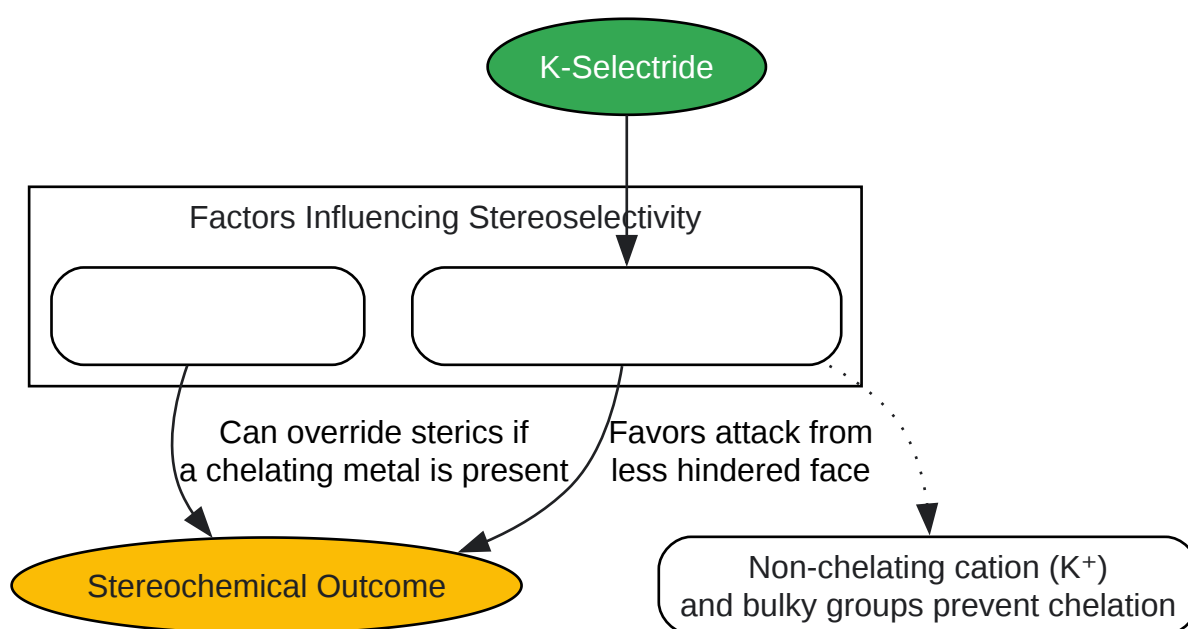 K-Selectride
Factors Influencing Stereoselectivity
Can override sterics if
a chelating metal is present
Favors attack from
less hindered face
Stereochemical Outcome
Non-chelating cation (K⁺)
and bulky groups prevent chelation